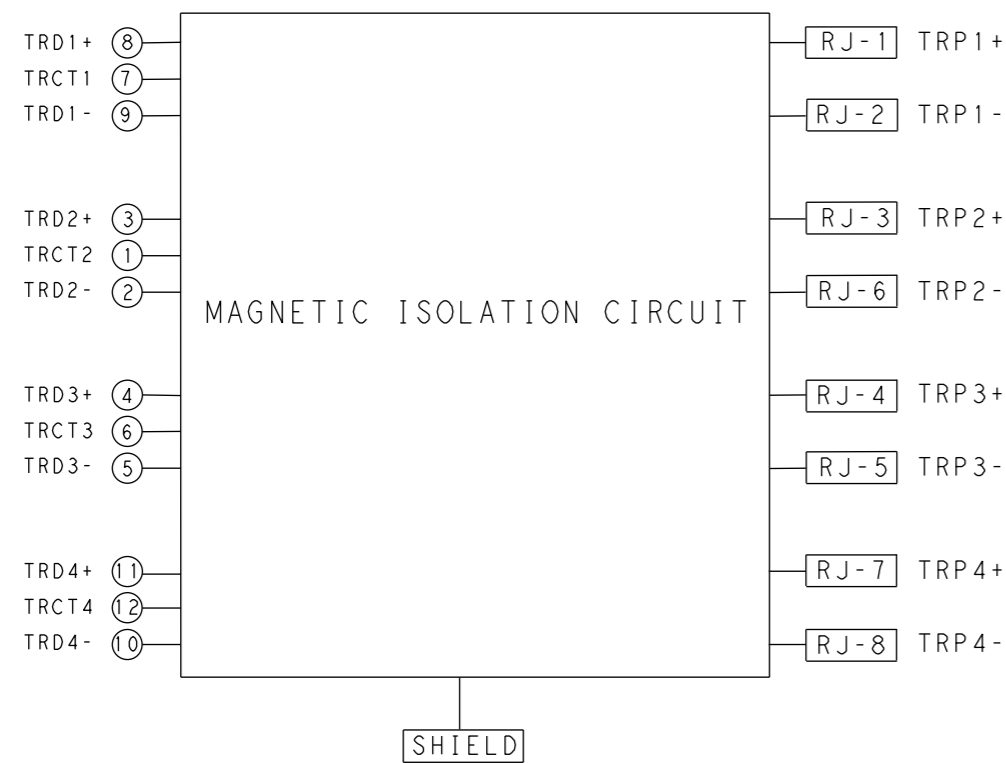 TRD1+ 8 RJ-1 TRP1+
TRCT1 7
TRD1- 9 RJ-2 TRP1-
TRD2+ 3 RJ-3 TRP2+
TRCT2 1
TRD2- 2 RJ-6 TRP2-
MAGNETIC ISOLATION CIRCUIT
TRD3+ 4 RJ-4 TRP3+
TRCT3 6
TRD3- 5 RJ-5 TRP3-
TRD4+ 11 RJ-7 TRP4+
TRCT4 12
TRD4- 10 RJ-8 TRP4-
SHIELD